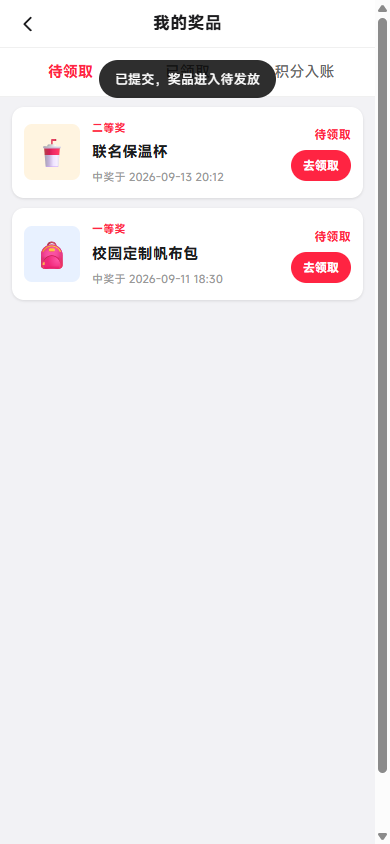 我的奖品
待领取
已领取
积分入账
已提交，奖品进入待发放
二等奖
联名保温杯
中奖于 2026-09-13 20:12
待领取
去领取
一等奖
校园定制帆布包
中奖于 2026-09-11 18:30
待领取
去领取